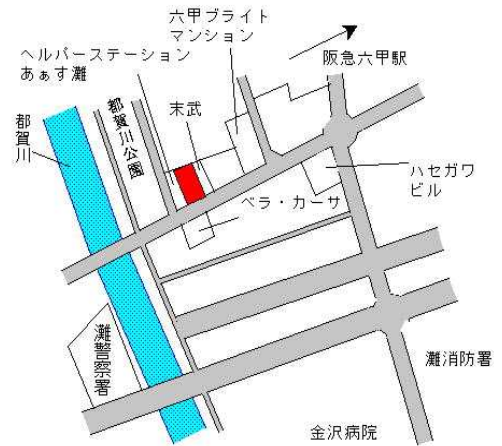 六甲ブライト
マンション
阪急六甲駅
ヘルパーステーション
あぁす灘
都賀川
都賀川公園
末武
ハセガワ
ビル
ベラ・カーサ
灘警察署
灘消防署
金沢病院